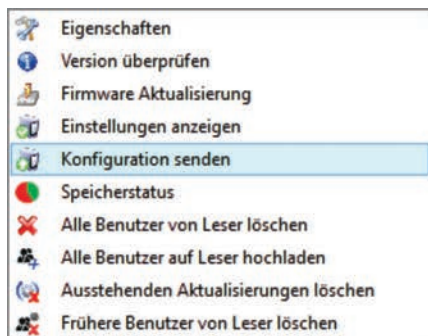 Eigenschaften
Version überprüfen
Firmware Aktualisierung
Einstellungen anzeigen
Konfiguration senden
Speicherstatus
Alle Benutzer von Leser löschen
Alle Benutzer auf Leser hochladen
Ausstehenden Aktualisierungen löschen
Frühere Benutzer von Leser löschen